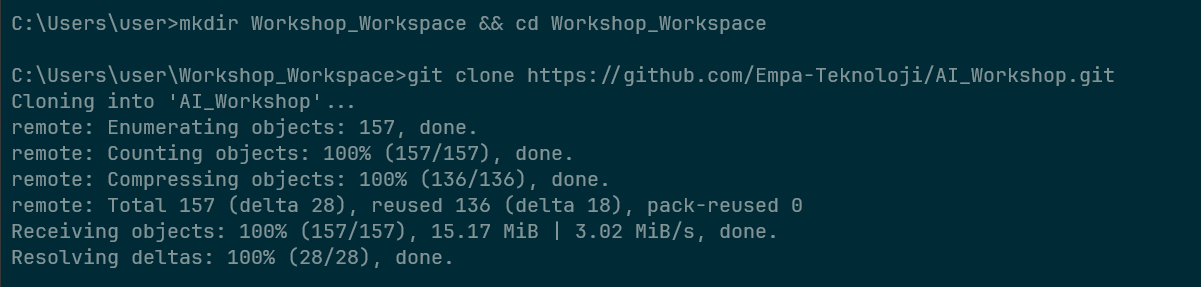 C:\Users\user>mkdir Workshop_Workspace && cd Workshop_Workspace
C:\Users\user\Workshop_Workspace>git clone https://github.com/Empa-Teknoloji/AI_Workshop.git
Cloning into 'AI_Workshop'...
remote: Enumerating objects: 157, done.
remote: Counting objects: 100% (157/157), done.
remote: Compressing objects: 100% (136/136), done.
remote: Total 157 (delta 28), reused 136 (delta 18), pack-reused 0
Receiving objects: 100% (157/157), 15.17 MiB | 3.02 MiB/s, done.
Resolving deltas: 100% (28/28), done.